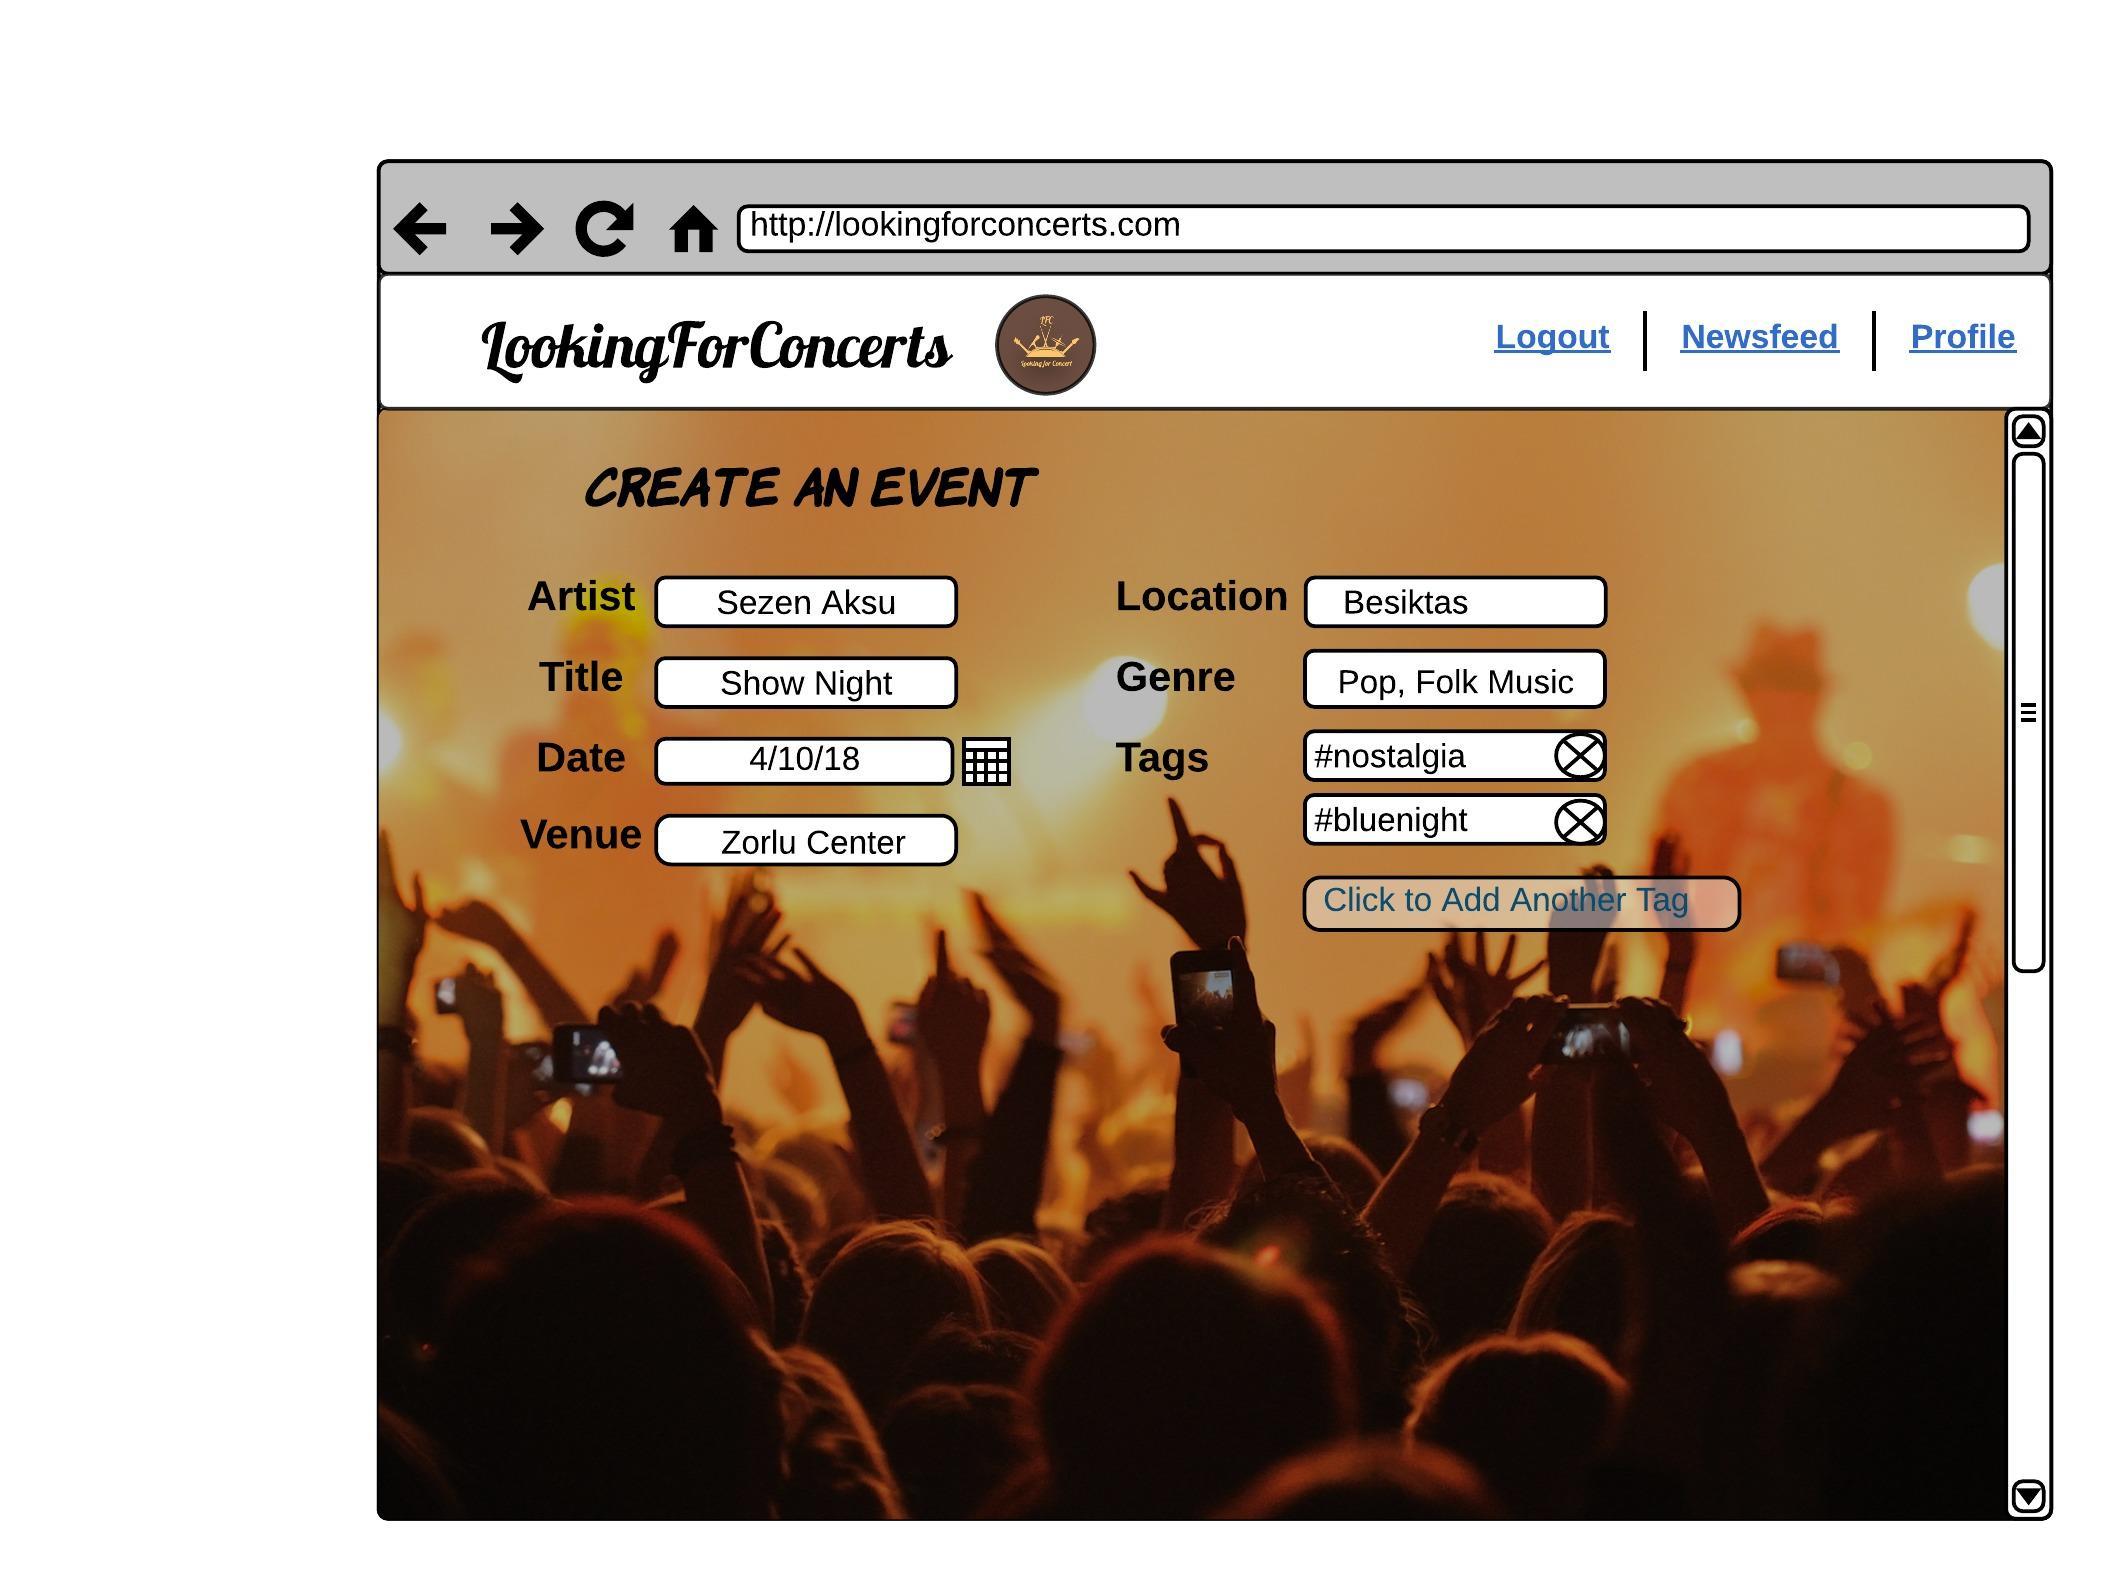 http://lookingforconcerts.com
LookingForConcerts
LFC
Looking for Concert
Logout
Newsfeed
Profile
CREATE AN EVENT
Artist
Sezen Aksu
Location
Besiktas
Title
Show Night
Genre
Pop, Folk Music
Date
4/10/18
Tags
#nostalgia
#bluenight
Venue
Zorlu Center
Click to Add Another Tag